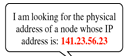 I am looking for the physical
address of a node whose IP
address is: 141.23.56.23